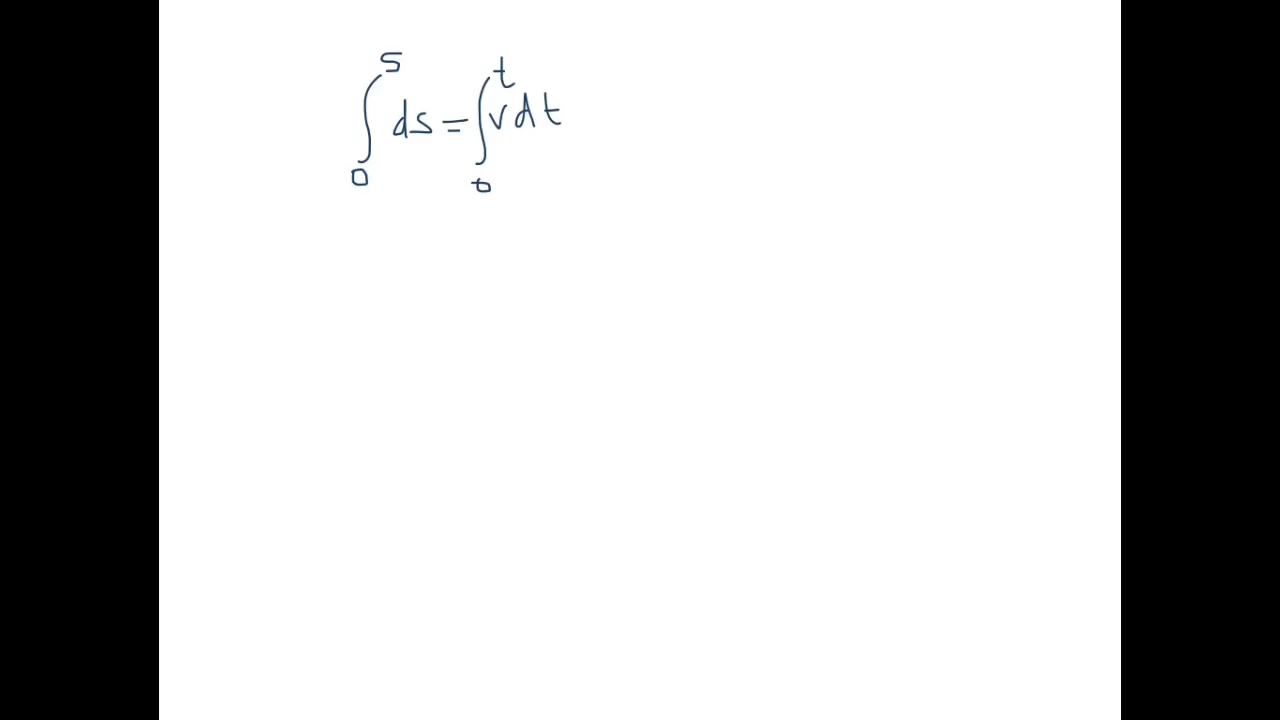 ∫₀ˢ ds = ∫₀ᵗ v dt